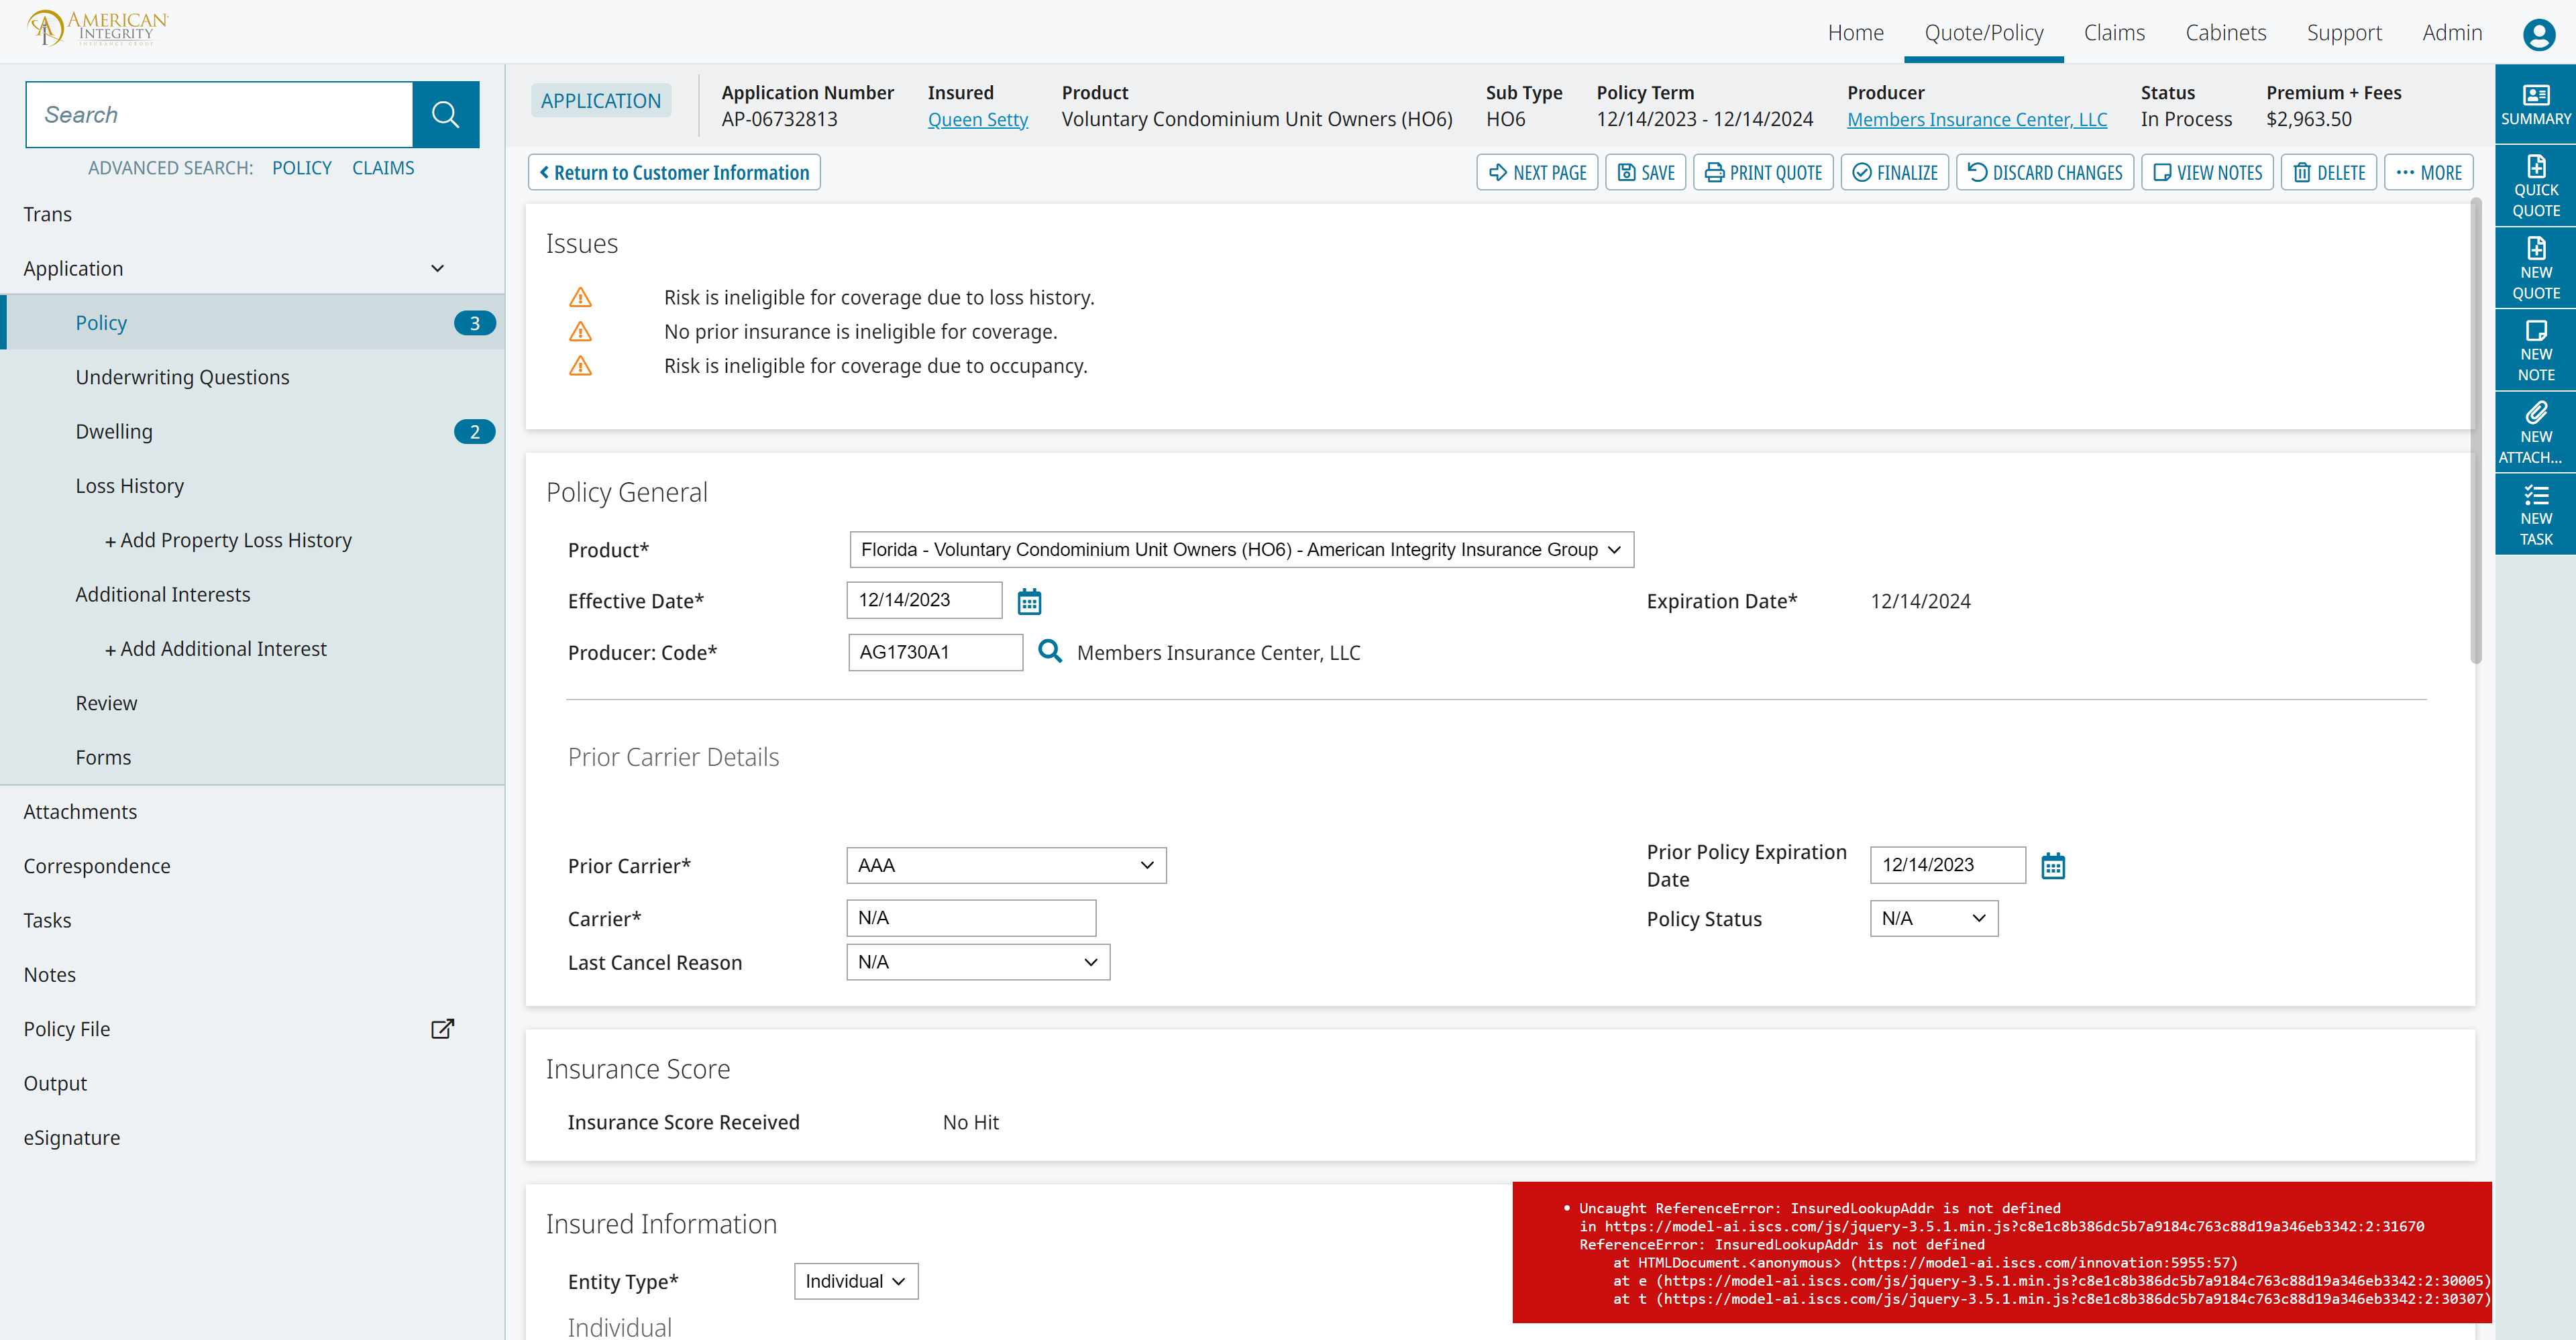 AMERICAN
INTEGRITY
INSURANCE GROUP
Home Quote/Policy Claims Cabinets Support Admin
Search
ADVANCED SEARCH: POLICY CLAIMS
Trans
Application
Policy 3
Underwriting Questions
Dwelling 2
Loss History
+ Add Property Loss History
Additional Interests
+ Add Additional Interest
Review
Forms
Attachments
Correspondence
Tasks
Notes
Policy File
Output
eSignature
APPLICATION
Application Number Insured Product Sub Type Policy Term Producer Status Premium + Fees
AP-06732813 Queen Setty Voluntary Condominium Unit Owners (HO6) HO6 12/14/2023 - 12/14/2024 Members Insurance Center, LLC In Process $2,963.50
Return to Customer Information NEXT PAGE SAVE PRINT QUOTE FINALIZE DISCARD CHANGES VIEW NOTES DELETE MORE
Issues
Risk is ineligible for coverage due to loss history.
No prior insurance is ineligible for coverage.
Risk is ineligible for coverage due to occupancy.
Policy General
Product* Florida - Voluntary Condominium Unit Owners (HO6) - American Integrity Insurance Group
Effective Date* 12/14/2023 Expiration Date* 12/14/2024
Producer: Code* AG1730A1 Members Insurance Center, LLC
Prior Carrier Details
Prior Carrier* AAA Prior Policy Expiration
Date 12/14/2023
Carrier* N/A Policy Status N/A
Last Cancel Reason N/A
Insurance Score
Insurance Score Received No Hit
Insured Information
Entity Type* Individual
Individual
• Uncaught ReferenceError: InsuredLookupAddr is not defined
in https://model-ai.iscs.com/js/jquery-3.5.1.min.js?c8e1c8b386dc5b7a9184c763c88d19a346eb3342:2:31670
ReferenceError: InsuredLookupAddr is not defined
at HTMLDocument.<anonymous> (https://model-ai.iscs.com/innovation:5955:57)
at e (https://model-ai.iscs.com/js/jquery-3.5.1.min.js?c8e1c8b386dc5b7a9184c763c88d19a346eb3342:2:30005)
at t (https://model-ai.iscs.com/js/jquery-3.5.1.min.js?c8e1c8b386dc5b7a9184c763c88d19a346eb3342:2:30307)
SUMMARY
QUICK
QUOTE
NEW
QUOTE
NEW
NOTE
NEW
ATTACH...
NEW
TASK